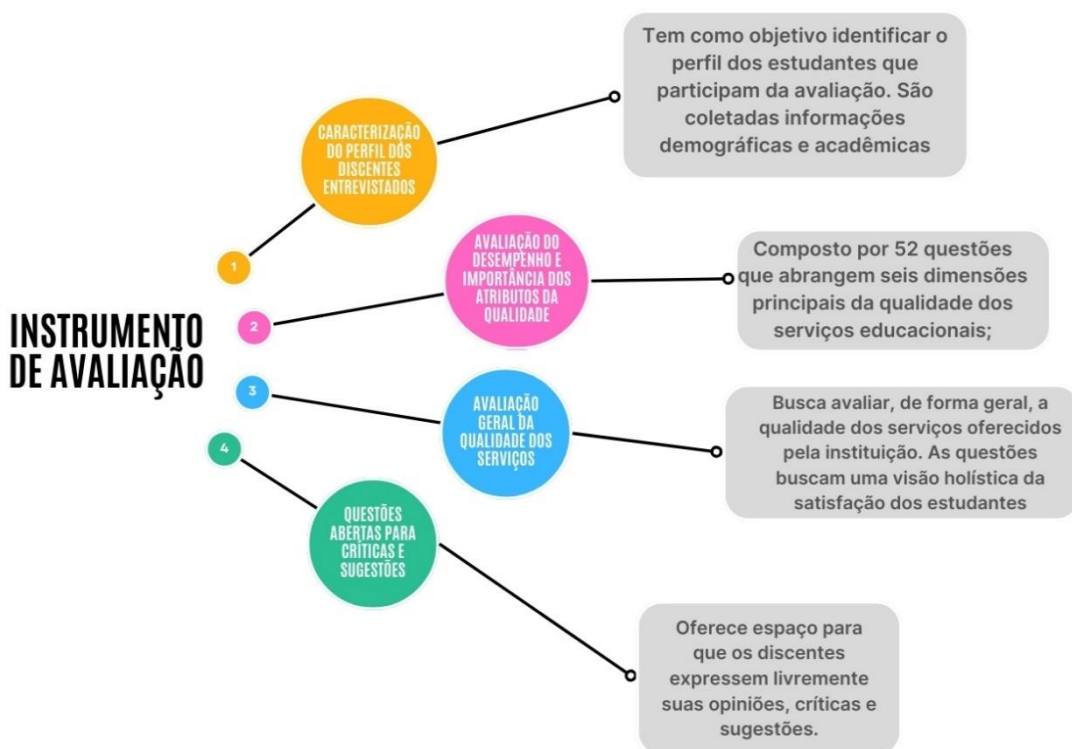 INSTRUMENTO
DE AVALIAÇÃO
1
CARACTERIZAÇÃO
DO PERFIL DOS
DISCENTES
ENTREVISTADOS
Tem como objetivo identificar o
perfil dos estudantes que
participam da avaliação. São
coletadas informações
demográficas e acadêmicas
2
AVALIAÇÃO DO
DESEMPENHO E
IMPORTÂNCIA DOS
ATRIBUTOS DA
QUALIDADE
Composto por 52 questões
que abrangem seis dimensões
principais da qualidade dos
serviços educacionais;
3
AVALIAÇÃO
GERAL DA
QUALIDADE DOS
SERVIÇOS
Busca avaliar, de forma geral, a
qualidade dos serviços oferecidos
pela instituição. As questões
buscam uma visão holística da
satisfação dos estudantes
4
QUESTÕES
ABERTAS PARA
CRÍTICAS E
SUGESTÕES
Oferece espaço para
que os discentes
expressem livremente
suas opiniões, críticas e
sugestões.